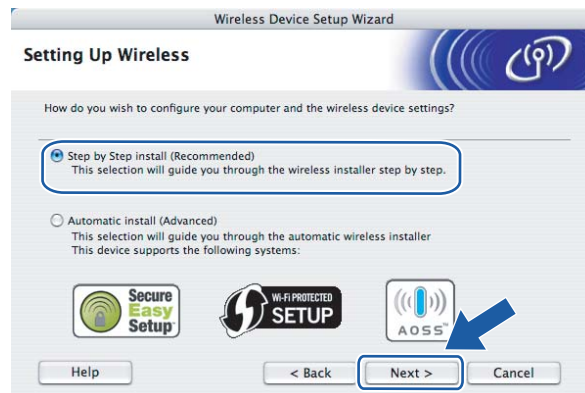 Wireless Device Setup Wizard
Setting Up Wireless
How do you wish to configure your computer and the wireless device settings?
Step by Step install (Recommended)
This selection will guide you through the wireless installer step by step.
Automatic install (Advanced)
This selection will guide you through the automatic wireless installer
This device supports the following systems:
Secure
Easy
Setup
WI-FI PROTECTED
SETUP
AOSS™
Help
< Back
Next >
Cancel